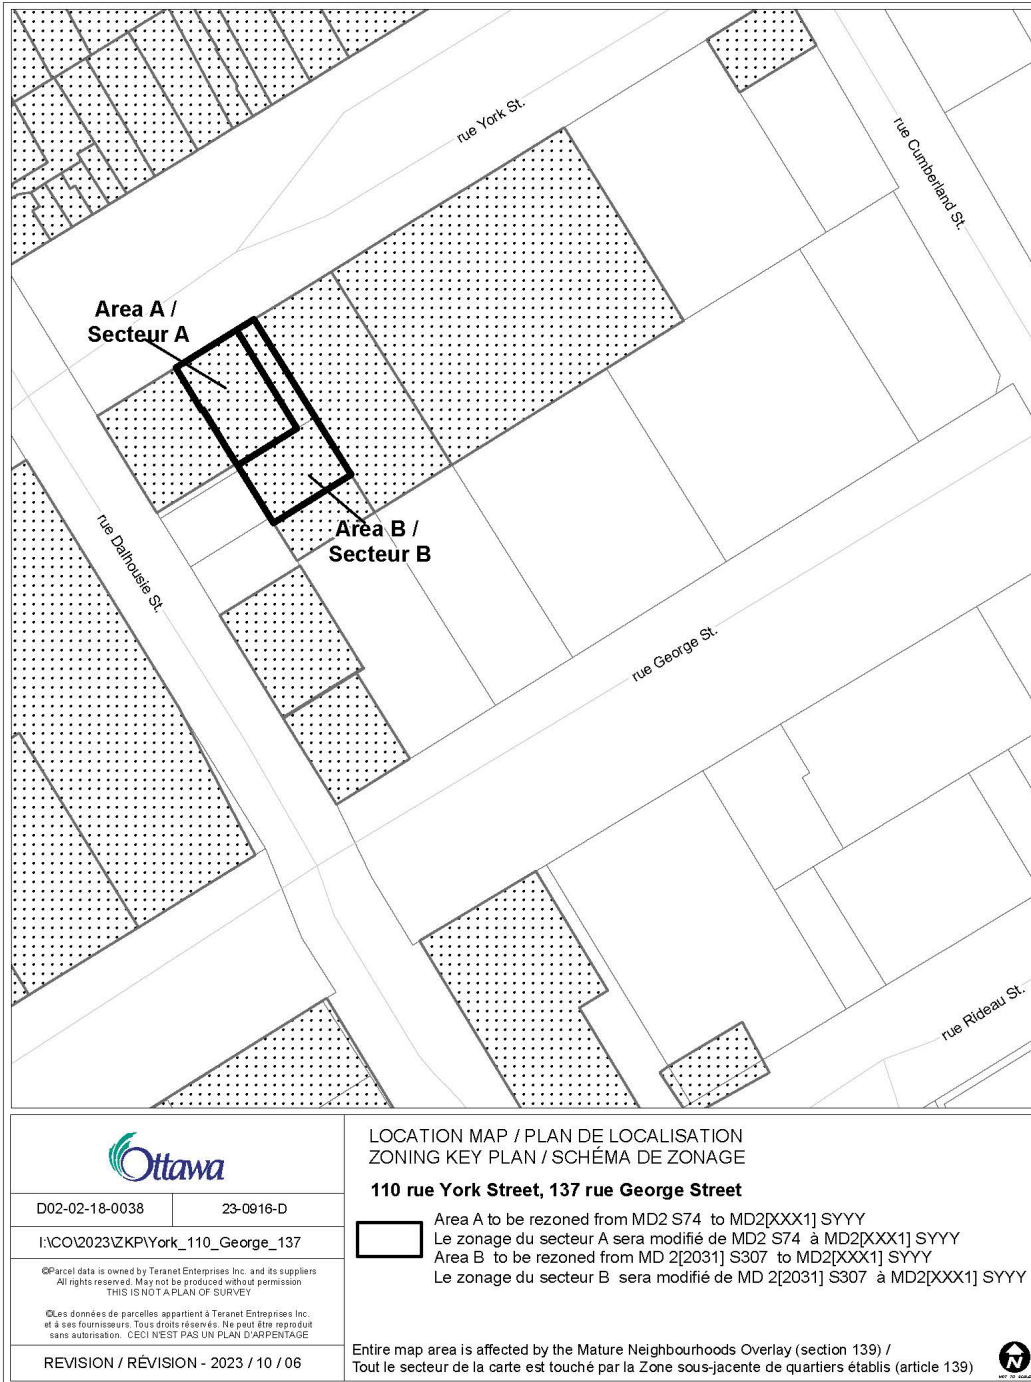 rue York St.
rue Cumberland St.
Area A /
Secteur A
Area B /
Secteur B
rue Dalhousie St.
rue George St.
rue Rideau St.
Ottawa
D02-02-18-0038
23-0916-D
I:\CO\2023\ZKP\York_110_George_137
©Parcel data is owned by Teranet Enterprises Inc. and its suppliers
All rights reserved. May not be produced without permission
THIS IS NOT A PLAN OF SURVEY
©Les données de parcelles appartient à Teranet Entreprises Inc.
et à ses fournisseurs. Tous droits réservés. Ne peut être reproduit
sans autorisation. CECI N'EST PAS UN PLAN D'ARPENTAGE
REVISION / RÉVISION - 2023 / 10 / 06
LOCATION MAP / PLAN DE LOCALISATION
ZONING KEY PLAN / SCHÉMA DE ZONAGE
110 rue York Street, 137 rue George Street
Area A to be rezoned from MD2 S74 to MD2[XXX1] SYYY
Le zonage du secteur A sera modifié de MD2 S74 à MD2[XXX1] SYYY
Area B to be rezoned from MD 2[2031] S307 to MD2[XXX1] SYYY
Le zonage du secteur B sera modifié de MD 2[2031] S307 à MD2[XXX1] SYYY
Entire map area is affected by the Mature Neighbourhoods Overlay (section 139) /
Tout le secteur de la carte est touché par la Zone sous-jacente de quartiers établis (article 139)
N
NOT TO SCALE